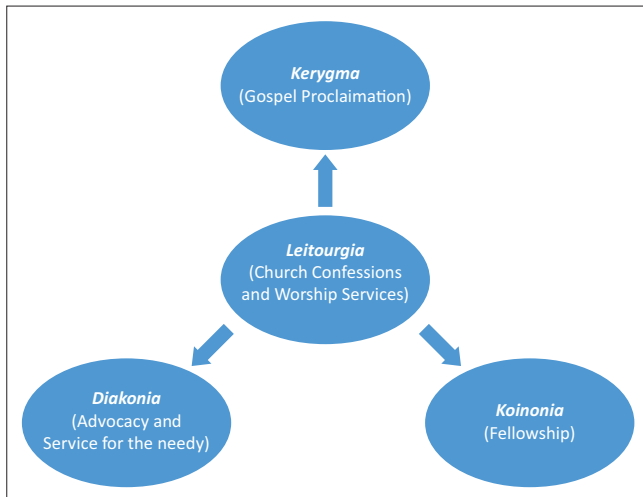 Kerygma
(Gospel Proclaimation)
Leitourgia
(Church Confessions
and Worship Services)
Diakonia
(Advocacy and
Service for the needy)
Koinonia
(Fellowship)